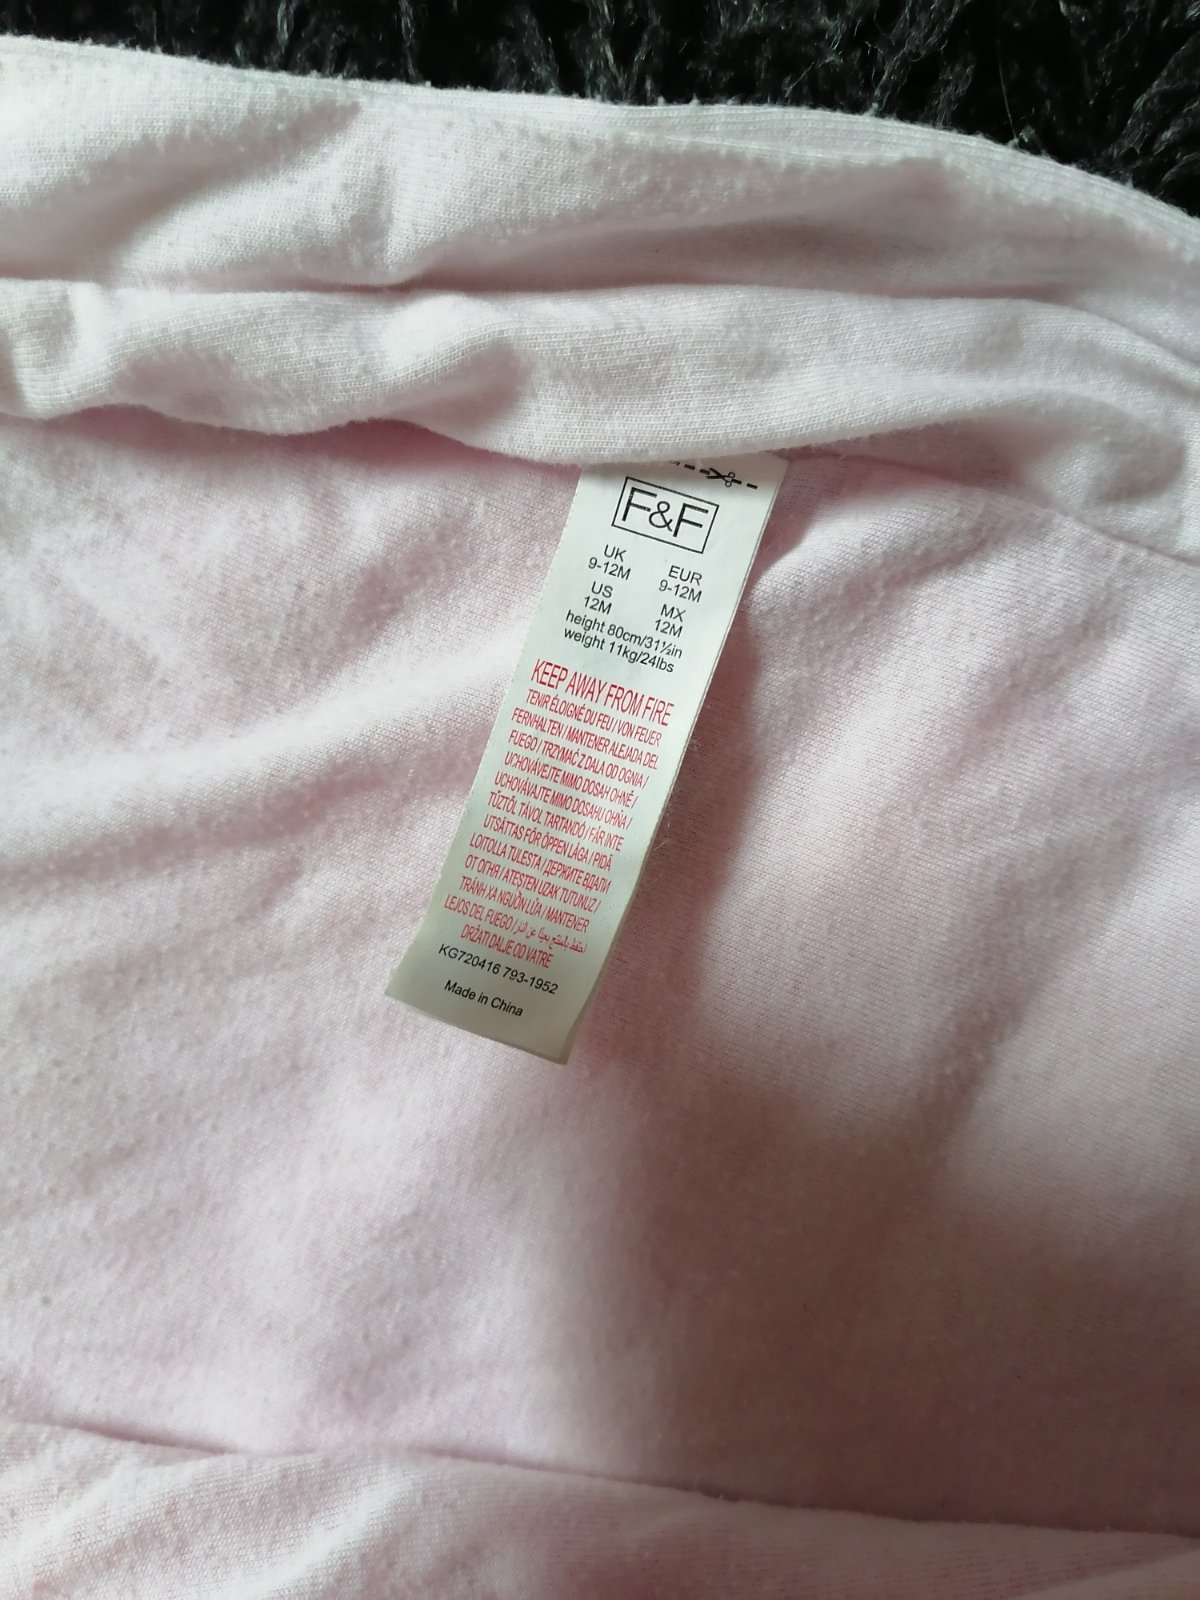 F&F
UK EUR
9-12M 9-12M
US MX
12M 12M
height 80cm/31½in
weight 11kg/24lbs
KEEP AWAY FROM FIRE
TENIR ÉLOIGNÉ DU FEU / VON FEUER
FERNHALTEN / MANTENER ALEJADA DEL
FUEGO / TRZYMAĆ Z DALA OD OGNIA /
UCHOVÁVEJTE MIMO DOSAH OHNĚ /
UCHOVÁVAJTE MIMO DOSAHU OHŇA /
TŰZTŐL TÁVOL TARTANDÓ / FÅR INTE
UTSÄTTAS FÖR ÖPPEN LÅGA / PIDÄ
LOITOLLA TULESTA / ДЕРЖИТЕ ВДАЛИ
ОТ ОГНЯ / ATEŞTEN UZAK TUTUNUZ /
TRÁNH XA NGUỒN LỬA / MANTENER
LEJOS DEL FUEGO /
DRŽATI DALJE OD VATRE
KG720416 793-1952
Made in China